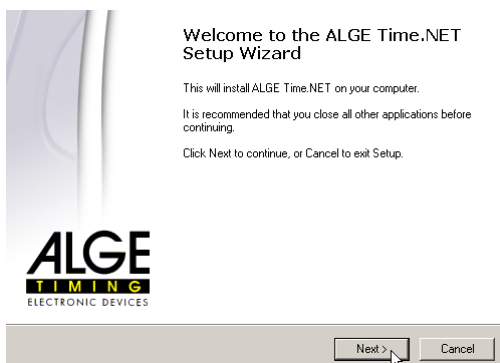 Welcome to the ALGE Time.NET
Setup Wizard
This will install ALGE Time.NET on your computer.
It is recommended that you close all other applications before
continuing.
Click Next to continue, or Cancel to exit Setup.
ALGE
TIMING
ELECTRONIC DEVICES
Next >
Cancel